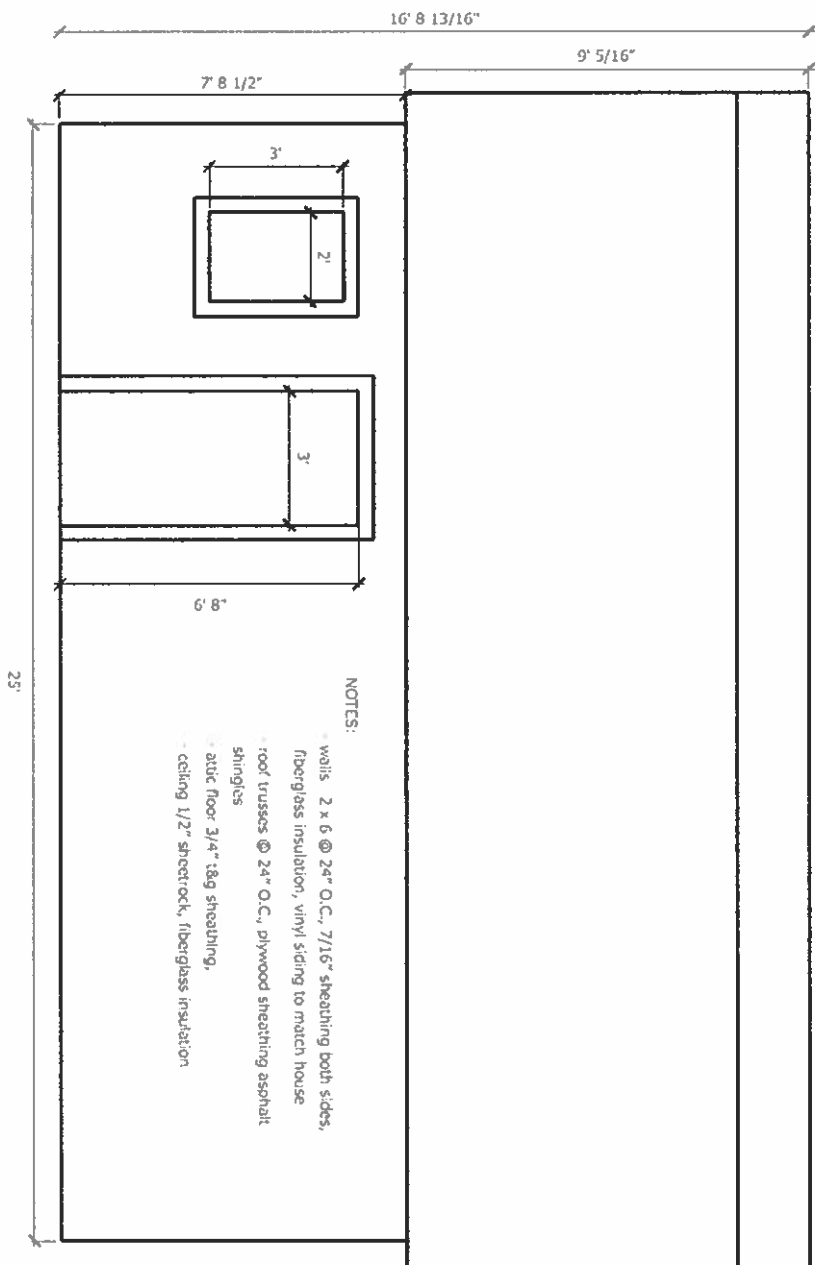 16' 8 13/16"
9' 5/16"
7' 8 1/2"
3'
2'
3'
6' 8"
25'
NOTES:
- walls 2 x 6 @ 24" O.C., 7/16" sheathing both sides,
fiberglass insulation, vinyl siding to match house
- roof trusses @ 24" O.C., plywood sheathing asphalt
shingles
- attic floor 3/4" t&g sheathing,
- ceiling 1/2" sheetrock, fiberglass insulation